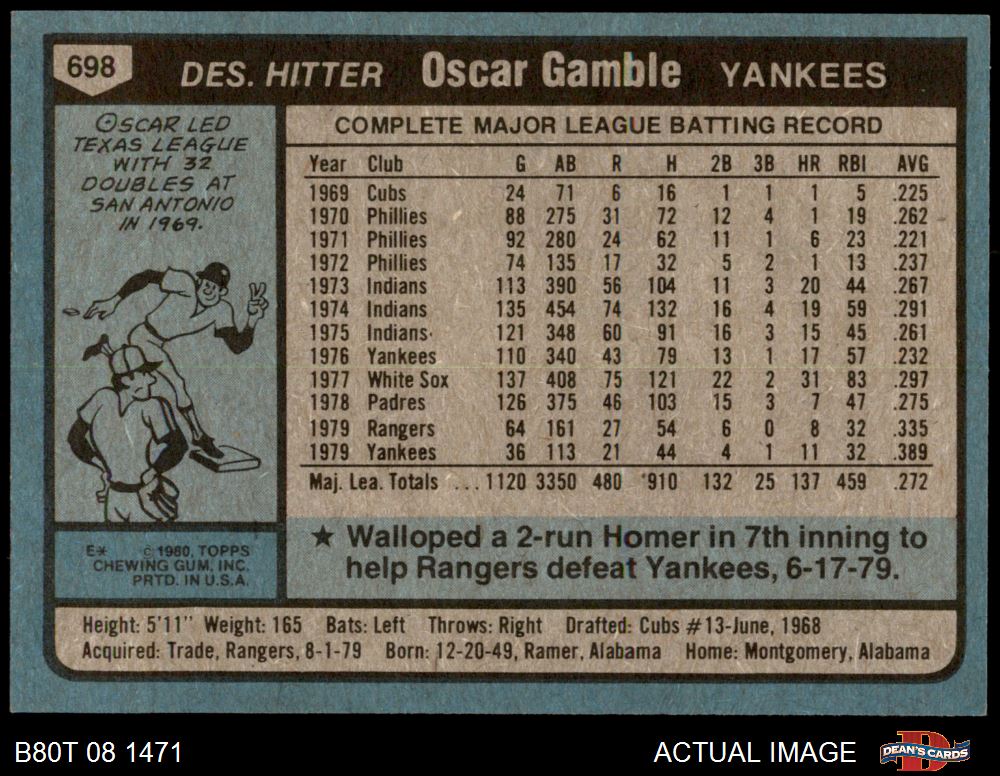 698 DES. HITTER Oscar Gamble YANKEES
OSCAR LED
TEXAS LEAGUE
WITH 32
DOUBLES AT
SAN ANTONIO
IN 1969.
COMPLETE MAJOR LEAGUE BATTING RECORD
Year Club G AB R H 2B 3B HR RBI AVG
1969 Cubs 24 71 6 16 1 1 1 5 .225
1970 Phillies 88 275 31 72 12 4 1 19 .262
1971 Phillies 92 280 24 62 11 1 6 23 .221
1972 Phillies 74 135 17 32 5 2 1 13 .237
1973 Indians 113 390 56 104 11 3 20 44 .267
1974 Indians 135 454 74 132 16 4 19 59 .291
1975 Indians 121 348 60 91 16 3 15 45 .261
1976 Yankees 110 340 43 79 13 1 17 57 .232
1977 White Sox 137 408 75 121 22 2 31 83 .297
1978 Padres 126 375 46 103 15 3 7 47 .275
1979 Rangers 64 161 27 54 6 0 8 32 .335
1979 Yankees 36 113 21 44 4 1 11 32 .389
Maj. Lea. Totals ... 1120 3350 480 910 132 25 137 459 .272
★ Walloped a 2-run Homer in 7th inning to
help Rangers defeat Yankees, 6-17-79.
E* © 1980, TOPPS
CHEWING GUM, INC.
PRTD. IN U.S.A.
Height: 5'11" Weight: 165 Bats: Left Throws: Right Drafted: Cubs #13-June, 1968
Acquired: Trade, Rangers, 8-1-79 Born: 12-20-49, Ramer, Alabama Home: Montgomery, Alabama
B80T 08 1471 ACTUAL IMAGE DEAN'S CARDS